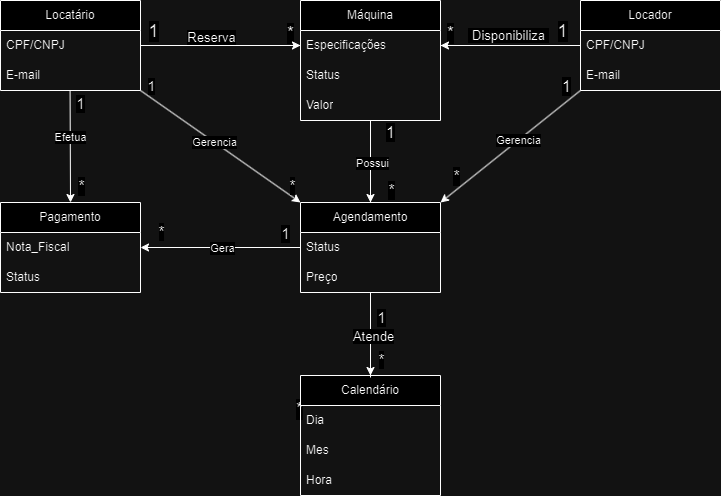 Locatário
Máquina
Locador
CPF/CNPJ
1
Reserva
*
Especificações
*
Disponibiliza
1
CPF/CNPJ
E-mail
Status
E-mail
1
1
Valor
1
Efetua
Gerencia
1
Gerencia
Possui
*
*
*
*
Pagamento
Agendamento
Nota_Fiscal
*
Gera
1
Status
Status
Preço
1
Atende
*
Calendário
*
Dia
Mes
Hora